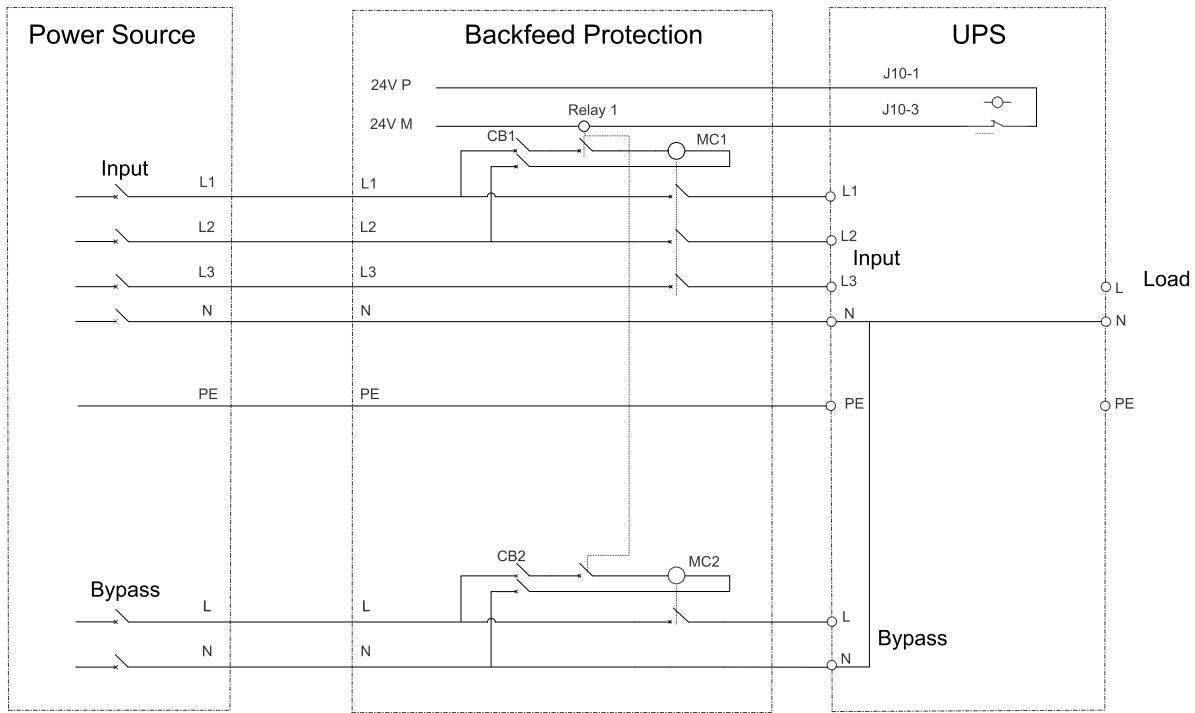 Power Source
Backfeed Protection
UPS
24V P
J10-1
Relay 1
J10-3
24V M
CB1
MC1
Input
L1
L1
L1
L2
L2
L2
Input
L3
L3
L3
Load
L
N
N
N
N
PE
PE
PE
PE
CB2
MC2
Bypass
L
L
L
Bypass
N
N
N